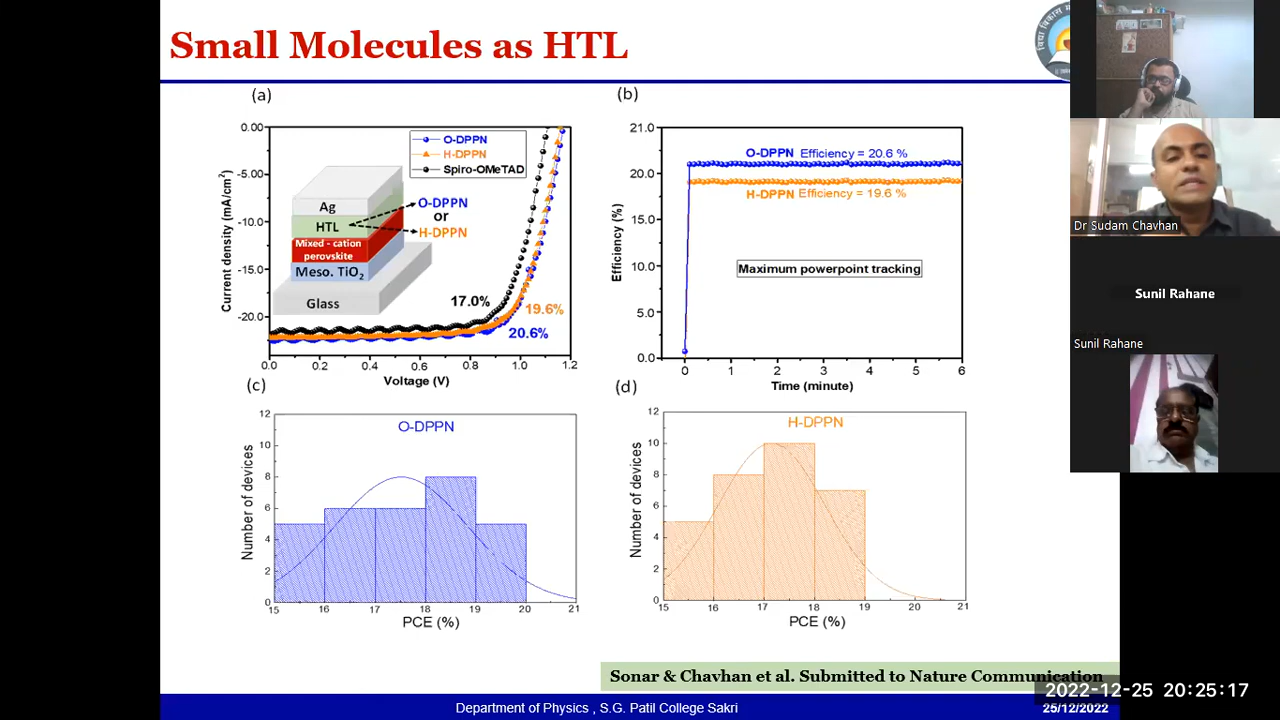 Small Molecules as HTL
(a)
0.00
-5.00
-10.0
-15.0
-20.0
Current density (mA/cm²)
O-DPPN
H-DPPN
Spiro-OMeTAD
Ag
HTL
Mixed - cation
perovskite
Meso. TiO₂
Glass
O-DPPN
or
H-DPPN
17.0%
19.6%
20.6%
0.0 0.2 0.4 0.6 0.8 1.0 1.2
Voltage (V)
(b)
21.0
20.0
15.0
10.0
5.0
0.0
Efficiency (%)
O-DPPN Efficiency = 20.6 %
H-DPPN Efficiency = 19.6 %
Maximum powerpoint tracking
0 1 2 3 4 5 6
Time (minute)
(c)
12
10
8
6
4
2
0
Number of devices
O-DPPN
15 16 17 18 19 20 21
PCE (%)
(d)
12
10
8
6
4
2
0
Number of devices
H-DPPN
15 16 17 18 19 20 21
PCE (%)
Sonar & Chavhan et al. Submitted to Nature Communication
Department of Physics , S.G. Patil College Sakri
25/12/2022
Dr Sudam Chavhan
Sunil Rahane
Sunil Rahane
2022-12-25 20:25:17